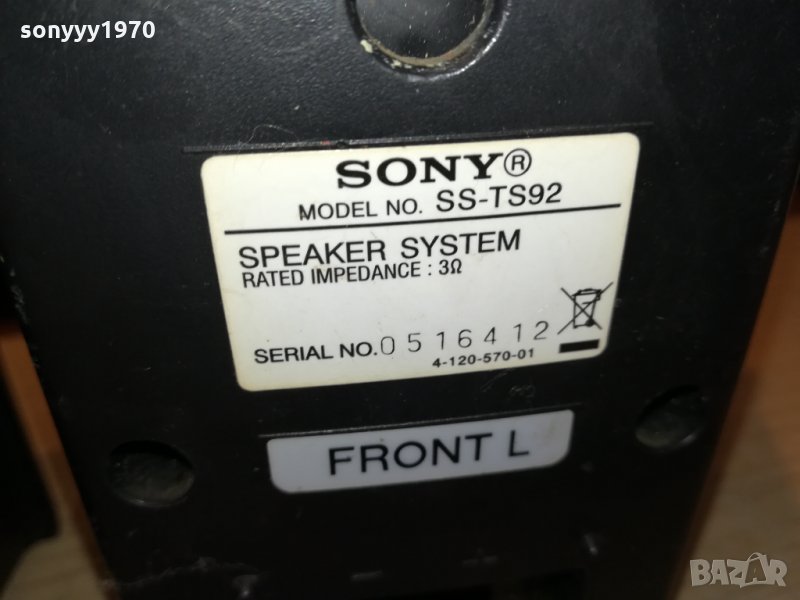 sonyyy1970
SONY®
MODEL NO. SS-TS92
SPEAKER SYSTEM
RATED IMPEDANCE : 3Ω
SERIAL NO. 0516412
4-120-570-01
FRONT L
BAZAR